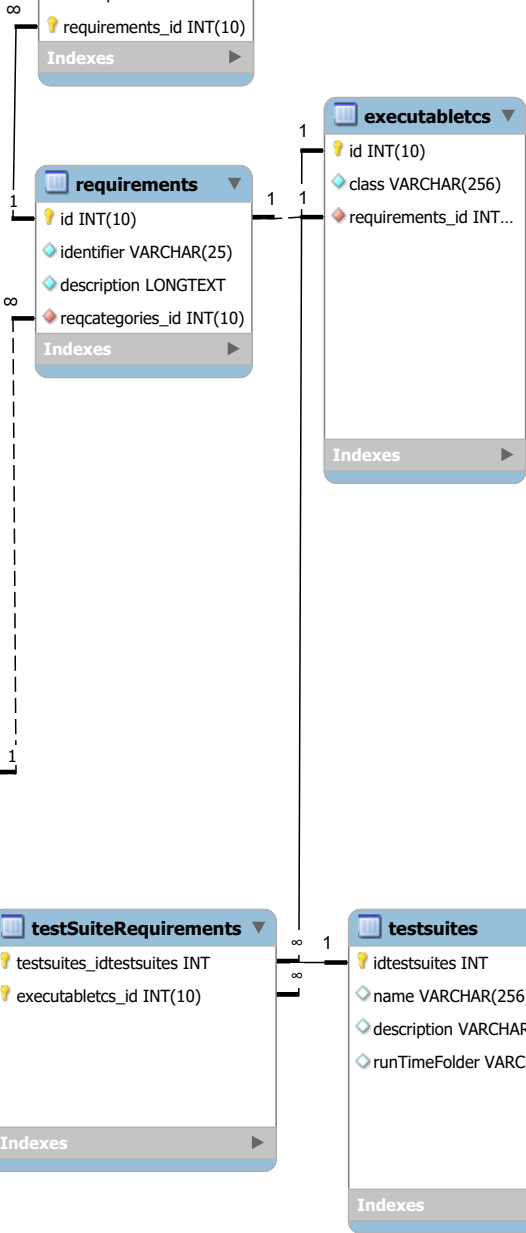 ∞
requirements_id INT(10)
Indexes
1
executabletcs
id INT(10)
class VARCHAR(256)
requirements_id INT...
Indexes
1
requirements
1
1
id INT(10)
identifier VARCHAR(25)
description LONGTEXT
∞
reqcategories_id INT(10)
Indexes
1
testSuiteRequirements
testsuites_idtestsuites INT
executabletcs_id INT(10)
Indexes
∞
1
∞
testsuites
idtestsuites INT
name VARCHAR(256)
description VARCHAR
runTimeFolder
Indexes